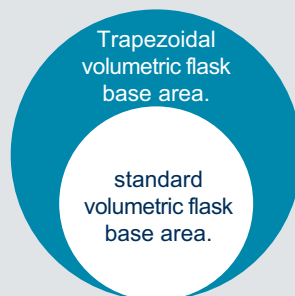 Trapezoidal
volumetric flask
base area.
standard
volumetric flask
base area.